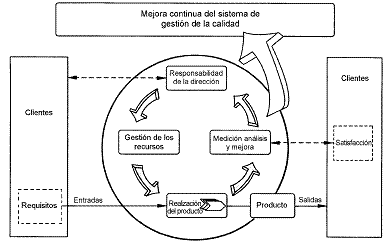 Mejora continua del sistema de
gestión de la calidad
Clientes
Clientes
Responsabilidad
de la dirección
Gestión de los
recursos
Medición análisis
y mejora
Satisfacción
Requisitos
Entradas
Realización
del producto
Producto
Salidas